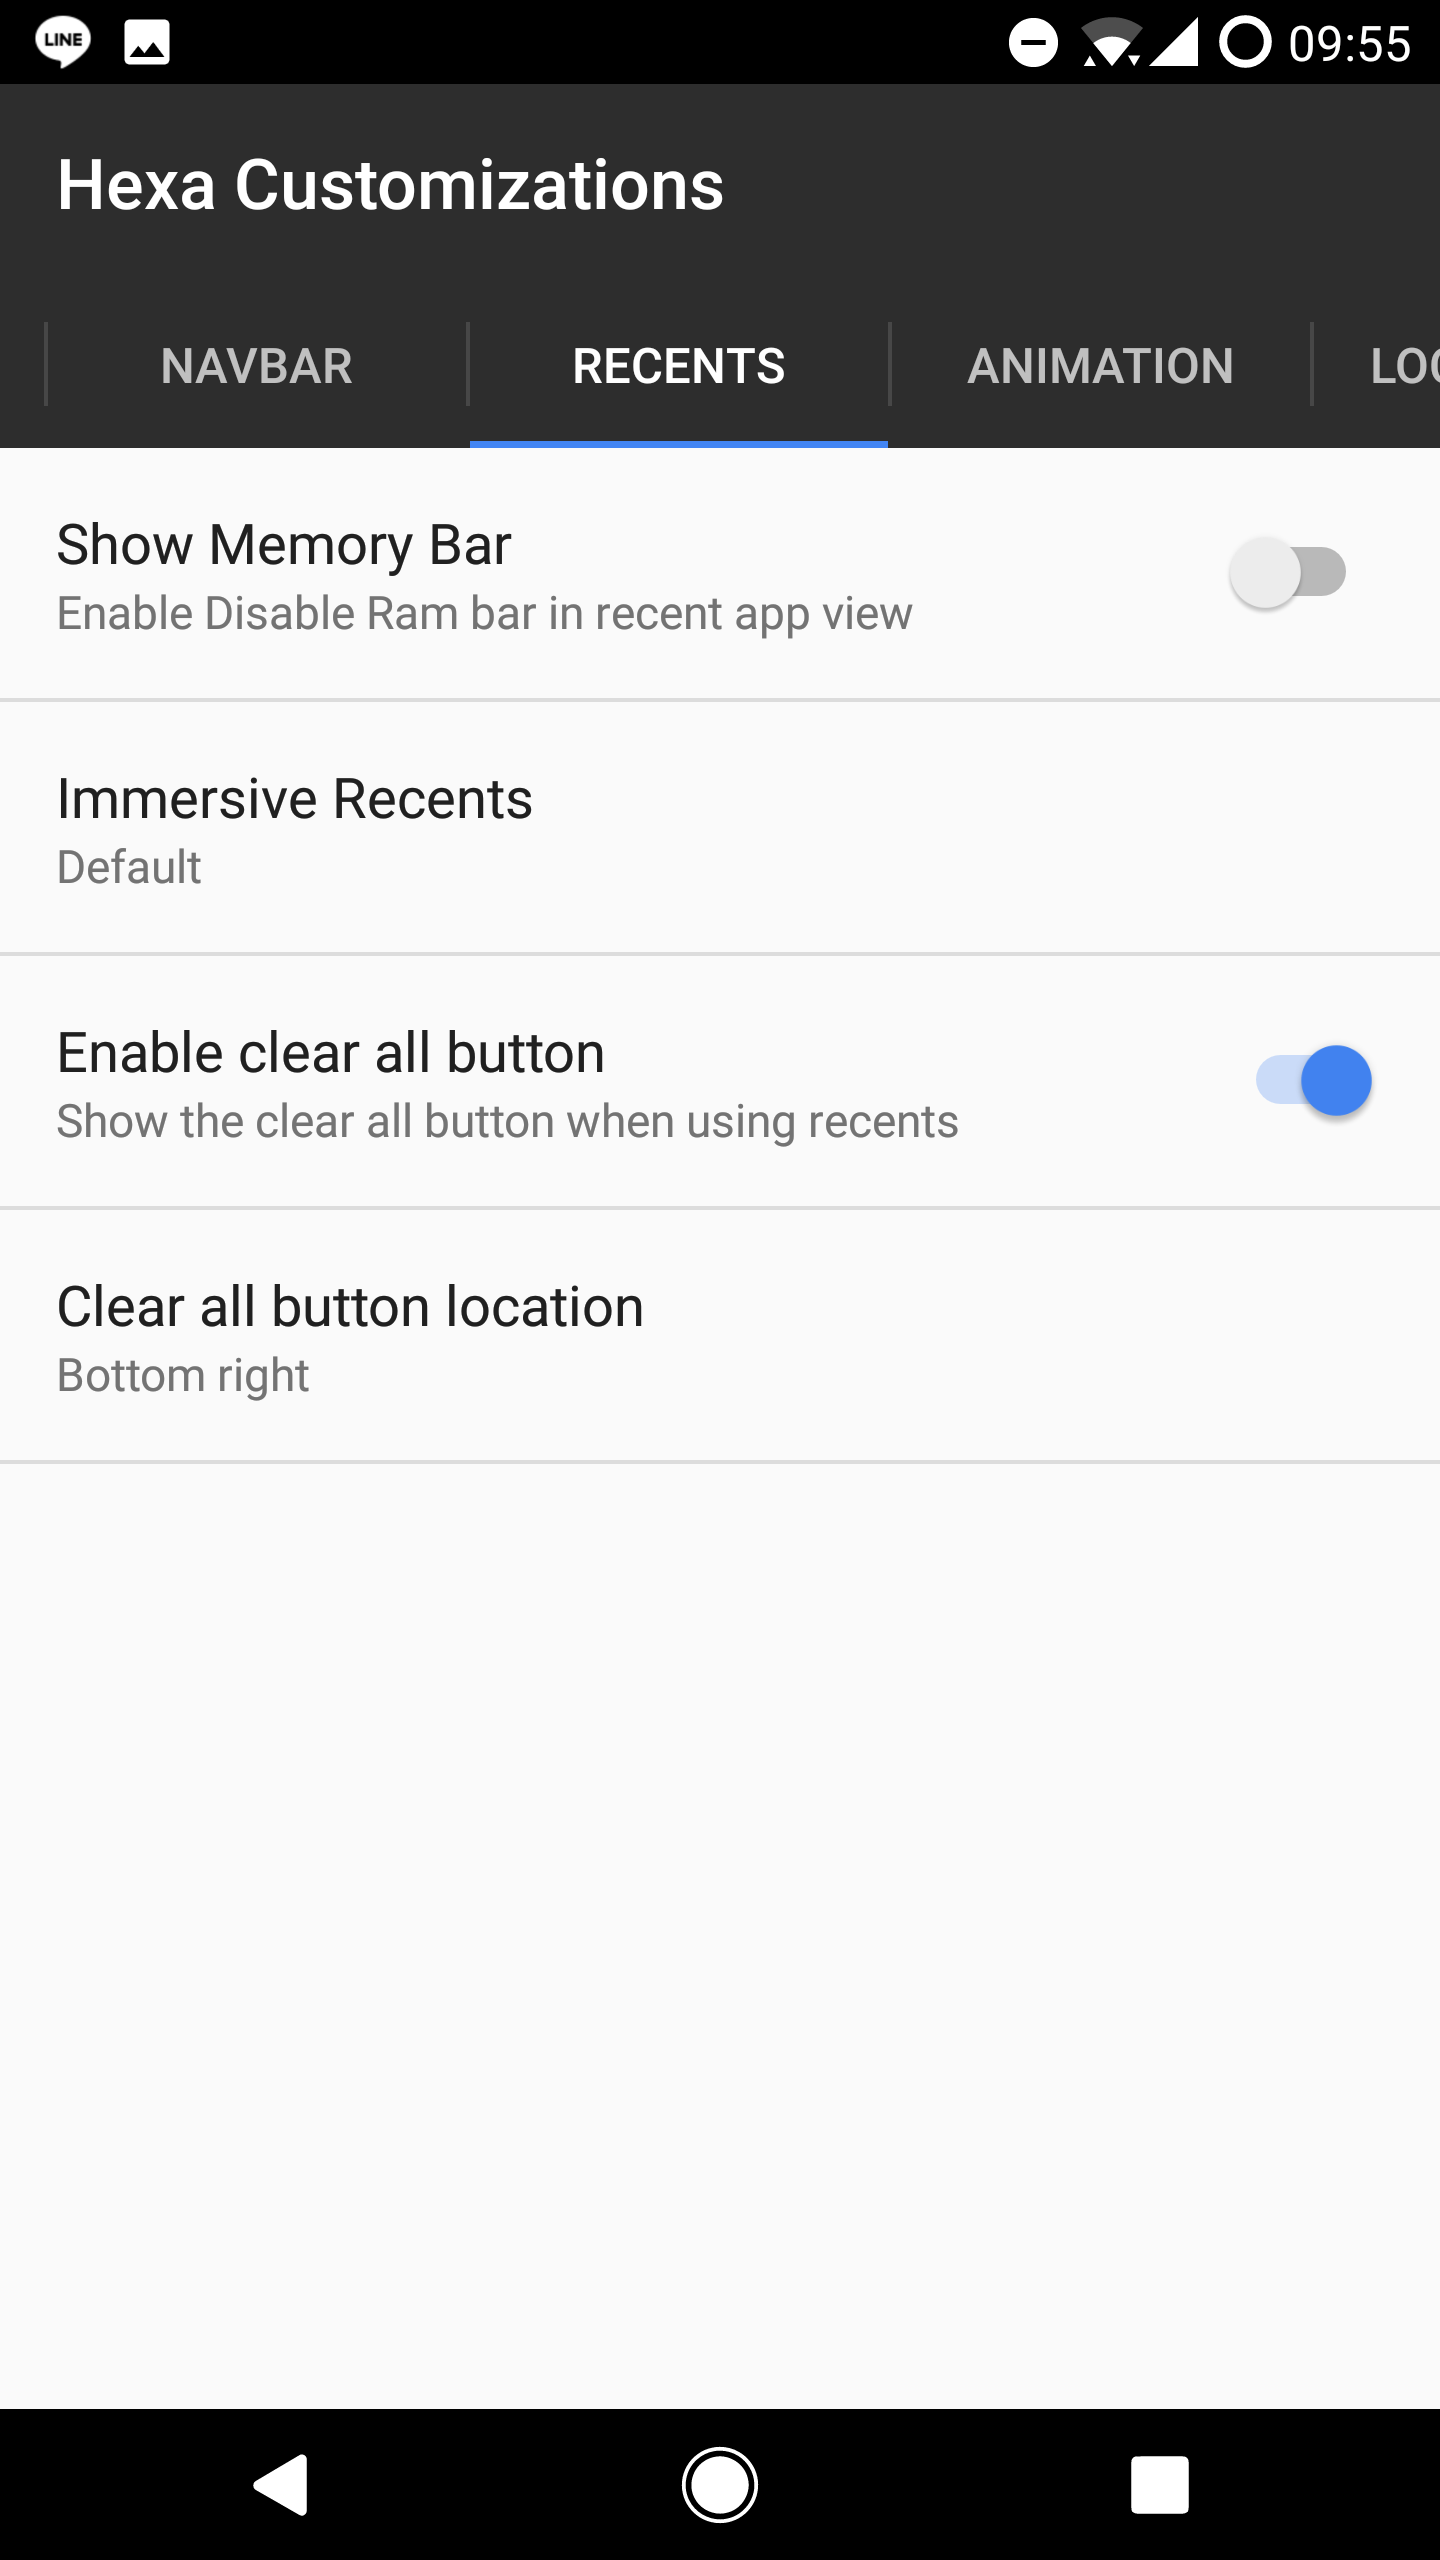 LINE 09:55
Hexa Customizations
NAVBAR RECENTS ANIMATION LOC
Show Memory Bar
Enable Disable Ram bar in recent app view
Immersive Recents
Default
Enable clear all button
Show the clear all button when using recents
Clear all button location
Bottom right